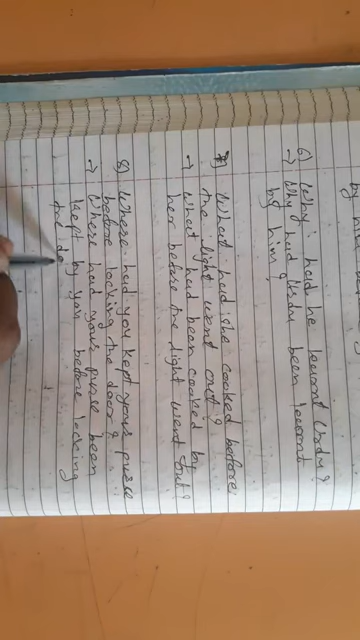 by
6) Why had he learnt Urdu?
→ Why had Urdu been learnt
by him?
7) What had she cooked before
the light went out?
→ What had been cooked by
her before the light went out?
8) Where had you kept your purse
before locking the door?
→ Where had your purse been
kept by you before locking
the do